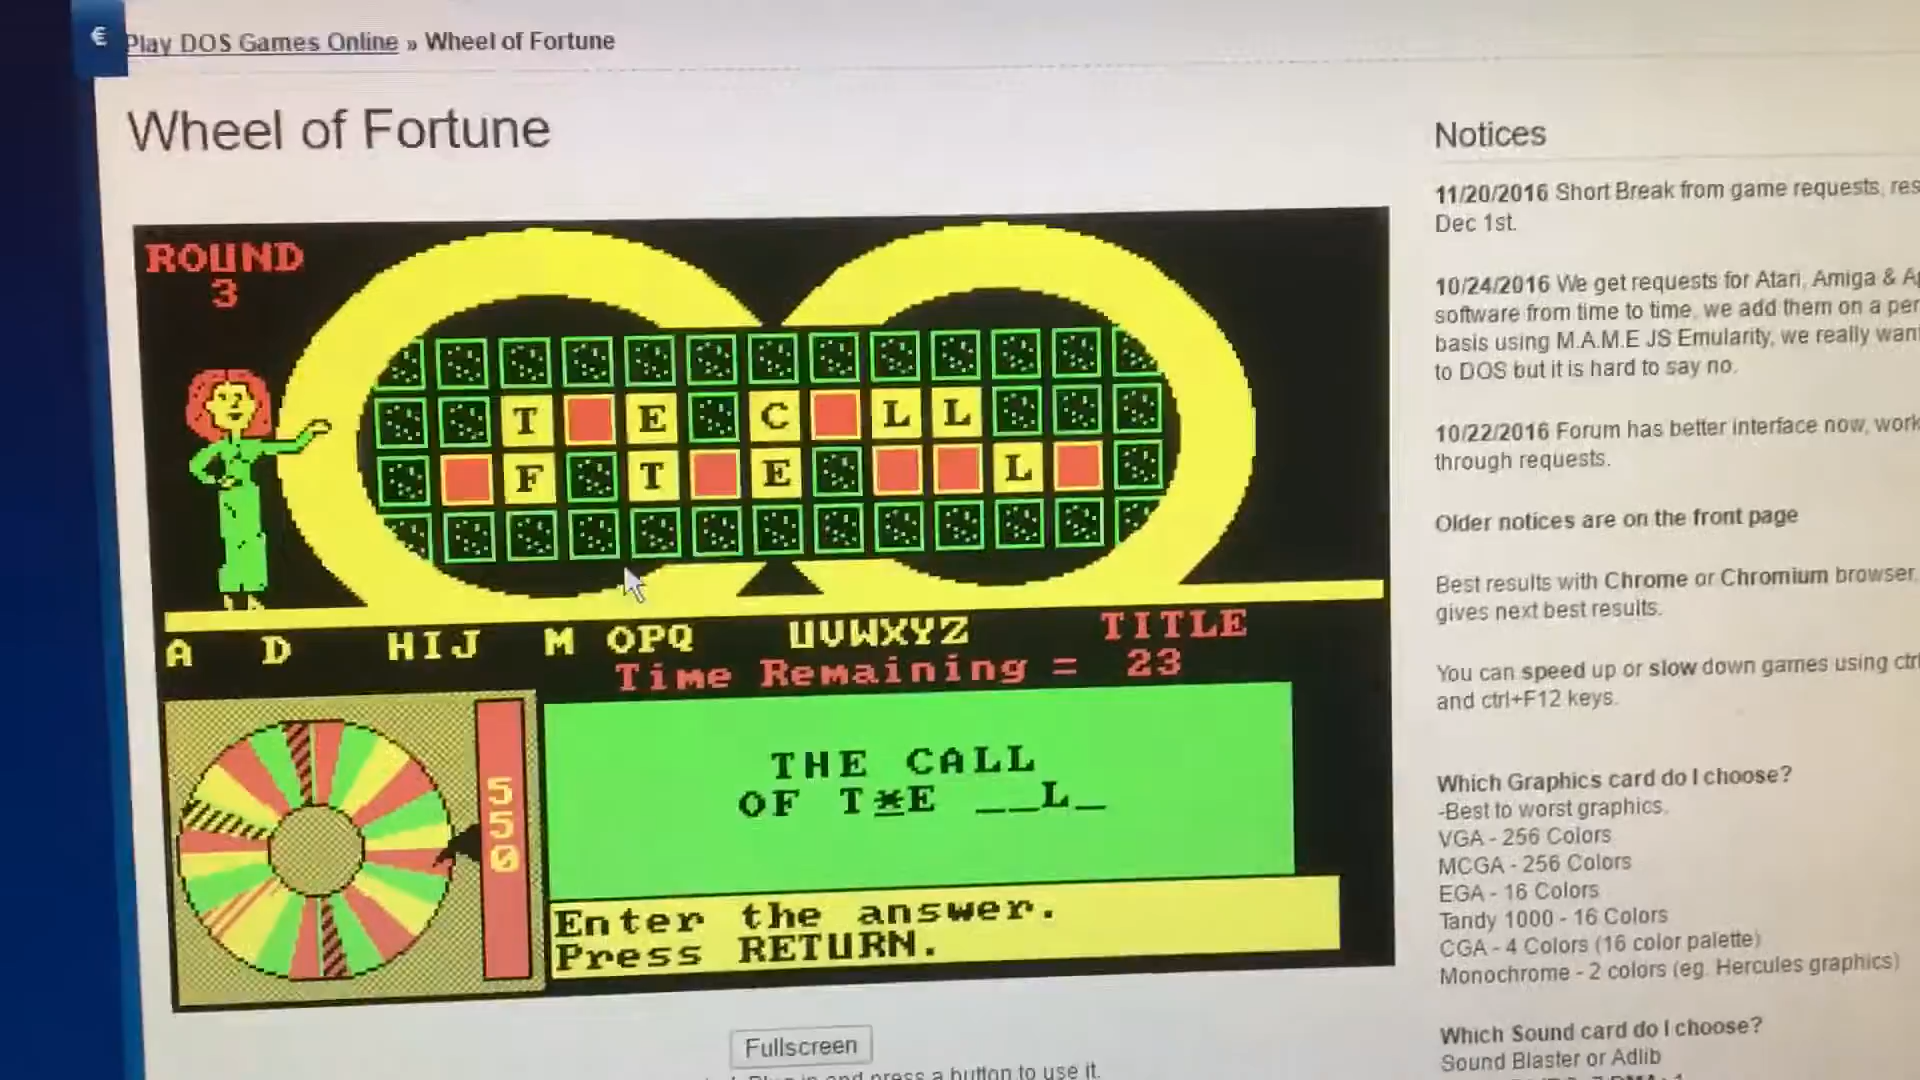 € Play DOS Games Online » Wheel of Fortune
Wheel of Fortune
ROUND
3
T E C L L
F T E L
A D HIJ M OPQ UVWXYZ TITLE
Time Remaining = 23
550
THE CALL
OF T E __L_
Enter the answer.
Press RETURN.
Fullscreen
and press a button to use it.
Notices
11/20/2016 Short Break from game requests, res
Dec 1st.
10/24/2016 We get requests for Atari, Amiga & Ap
software from time to time, we add them on a per
basis using M.A.M.E JS Emularity, we really wan
to DOS but it is hard to say no.
10/22/2016 Forum has better interface now, work
through requests.
Older notices are on the front page
Best results with Chrome or Chromium browser,
gives next best results.
You can speed up or slow down games using ctrl
and ctrl+F12 keys.
Which Graphics card do I choose?
-Best to worst graphics.
VGA - 256 Colors
MCGA - 256 Colors
EGA - 16 Colors
Tandy 1000 - 16 Colors
CGA - 4 Colors (16 color palette)
Monochrome - 2 colors (eg. Hercules graphics)
Which Sound card do I choose?
Sound Blaster or Adlib